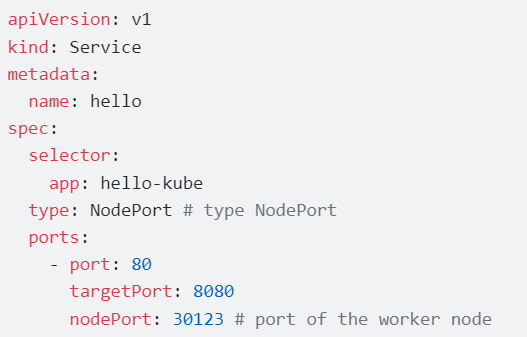 apiVersion: v1
kind: Service
metadata:
  name: hello
spec:
  selector:
    app: hello-kube
  type: NodePort # type NodePort
  ports:
    - port: 80
      targetPort: 8080
      nodePort: 30123 # port of the worker node